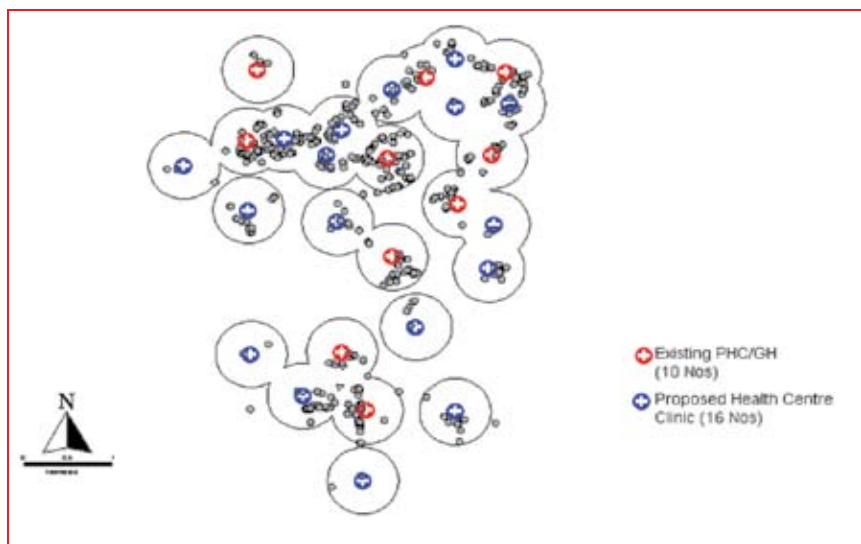 N
Existing PHC/GH
(10 Nos)
Proposed Health Centre
Clinic (16 Nos)